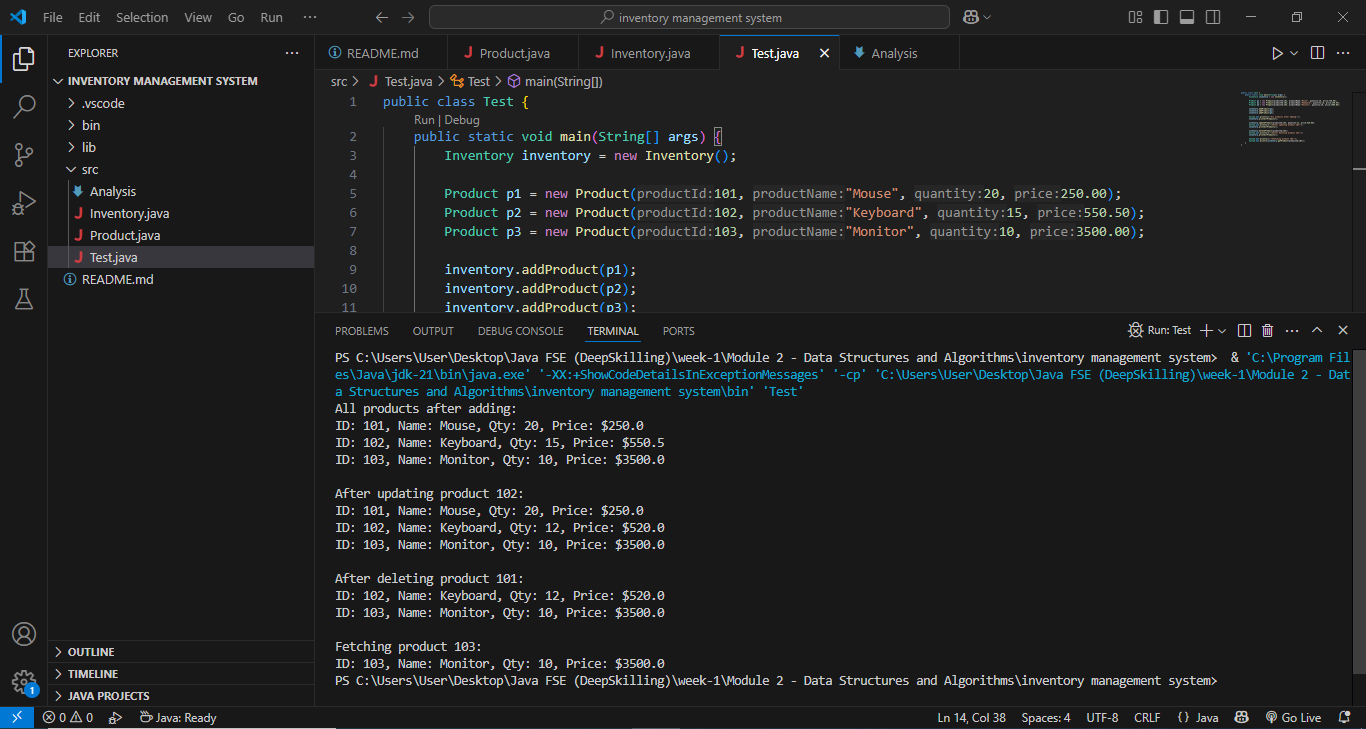 File Edit Selection View Go Run ··· inventory management system
EXPLORER ···
INVENTORY MANAGEMENT SYSTEM
.vscode
bin
lib
src
Analysis
Inventory.java
Product.java
Test.java
README.md
OUTLINE
TIMELINE
JAVA PROJECTS
README.md Product.java Inventory.java Test.java Analysis
src > Test.java > Test > main(String[])
1 public class Test {
Run | Debug
2 public static void main(String[] args) {
3 Inventory inventory = new Inventory();
4
5 Product p1 = new Product(productId:101, productName:"Mouse", quantity:20, price:250.00);
6 Product p2 = new Product(productId:102, productName:"Keyboard", quantity:15, price:550.50);
7 Product p3 = new Product(productId:103, productName:"Monitor", quantity:10, price:3500.00);
8
9 inventory.addProduct(p1);
10 inventory.addProduct(p2);
11 inventory.addProduct(p3);
PROBLEMS OUTPUT DEBUG CONSOLE TERMINAL PORTS Run: Test
PS C:\Users\User\Desktop\Java FSE (DeepSkilling)\week-1\Module 2 - Data Structures and Algorithms\inventory management system> & 'C:\Program Fil
es\Java\jdk-21\bin\java.exe' '-XX:+ShowCodeDetailsInExceptionMessages' '-cp' 'C:\Users\User\Desktop\Java FSE (DeepSkilling)\week-1\Module 2 - Dat
a Structures and Algorithms\inventory management system\bin' 'Test'
All products after adding:
ID: 101, Name: Mouse, Qty: 20, Price: $250.0
ID: 102, Name: Keyboard, Qty: 15, Price: $550.5
ID: 103, Name: Monitor, Qty: 10, Price: $3500.0
After updating product 102:
ID: 101, Name: Mouse, Qty: 20, Price: $250.0
ID: 102, Name: Keyboard, Qty: 12, Price: $520.0
ID: 103, Name: Monitor, Qty: 10, Price: $3500.0
After deleting product 101:
ID: 102, Name: Keyboard, Qty: 12, Price: $520.0
ID: 103, Name: Monitor, Qty: 10, Price: $3500.0
Fetching product 103:
ID: 103, Name: Monitor, Qty: 10, Price: $3500.0
PS C:\Users\User\Desktop\Java FSE (DeepSkilling)\week-1\Module 2 - Data Structures and Algorithms\inventory management system>
1
0 0 Java: Ready Ln 14, Col 38 Spaces: 4 UTF-8 CRLF {} Java Go Live